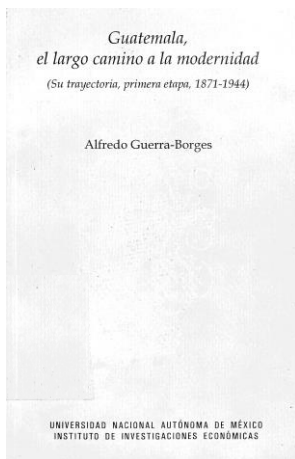 Guatemala,
el largo camino a la modernidad
(Su trayectoria, primera etapa, 1871-1944)
Alfredo Guerra-Borges
UNIVERSIDAD NACIONAL AUTÓNOMA DE MÉXICO
INSTITUTO DE INVESTIGACIONES ECONÓMICAS